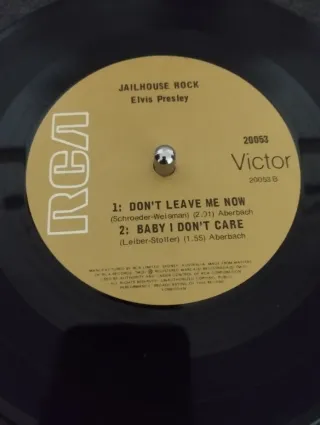 JAILHOUSE ROCK
Elvis Presley
RCA
20053
Victor
20053 B
1: DON'T LEAVE ME NOW
(Schroeder-Weisman) (2.01) Aberbach
2: BABY I DON'T CARE
(Leiber-Stoller) (1.55) Aberbach